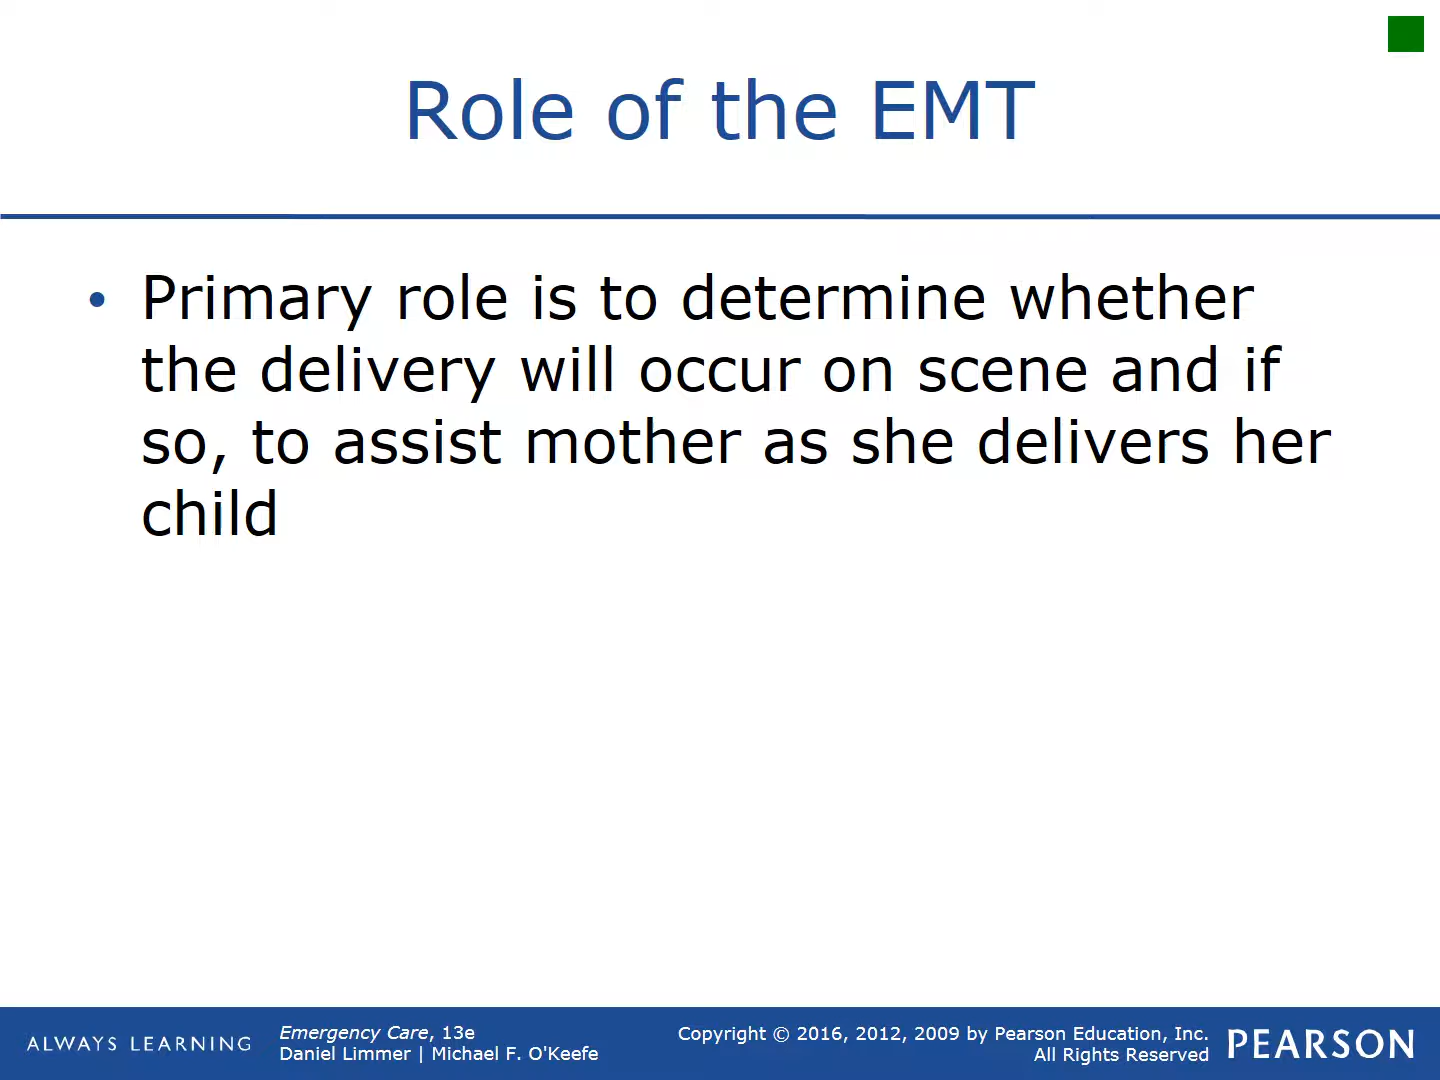 Role of the EMT
• Primary role is to determine whether
the delivery will occur on scene and if
so, to assist mother as she delivers her
child
ALWAYS LEARNING
Emergency Care, 13e
Daniel Limmer | Michael F. O'Keefe
Copyright © 2016, 2012, 2009 by Pearson Education, Inc.
All Rights Reserved
PEARSON